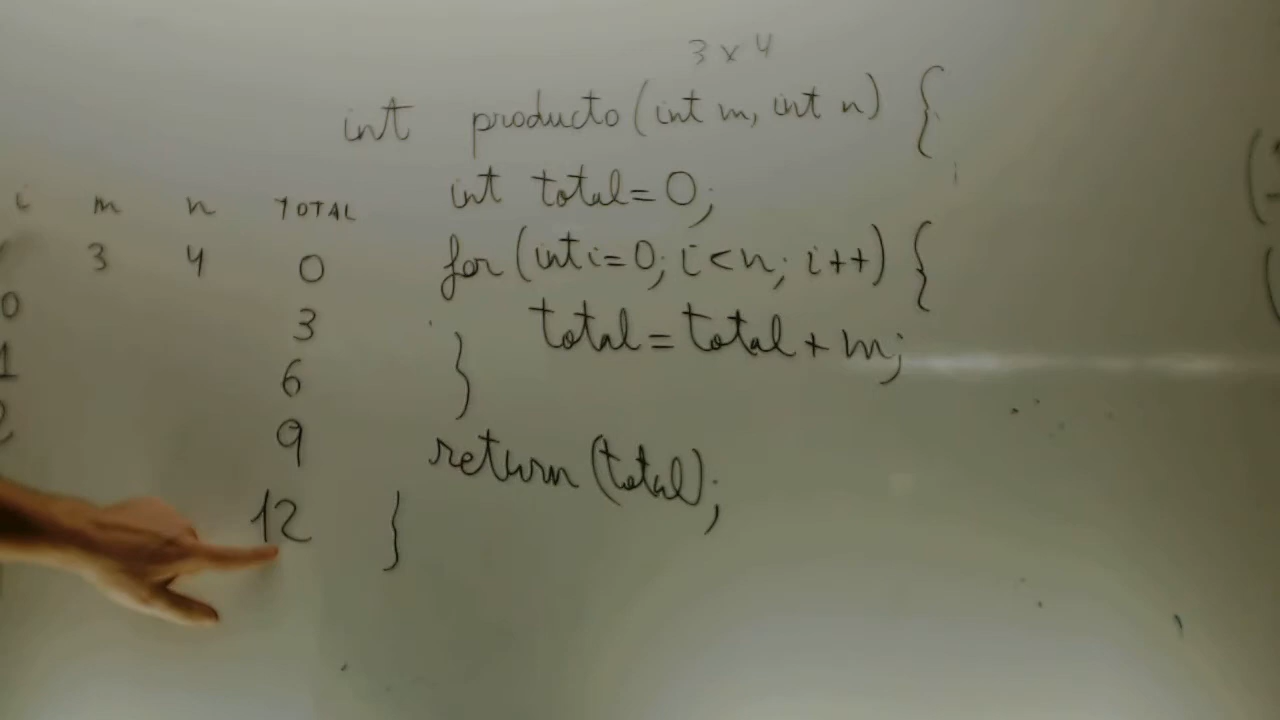 3 x 4
int producto (int m, int n) {
int total = 0;
i m n TOTAL
for (int i=0; i<n; i++) {
3 4 0
0 3
total = total + m;
1 6
}
2 9
return (total);
12
}